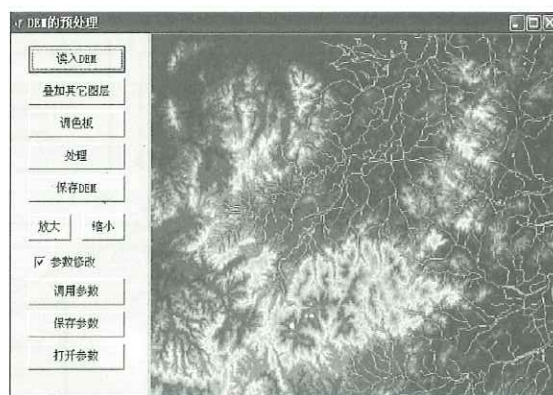 DEM的预处理
读入DEM
叠加其它图层
调色板
处理
保存DEM
放大 缩小
参数修改
调用参数
保存参数
打开参数